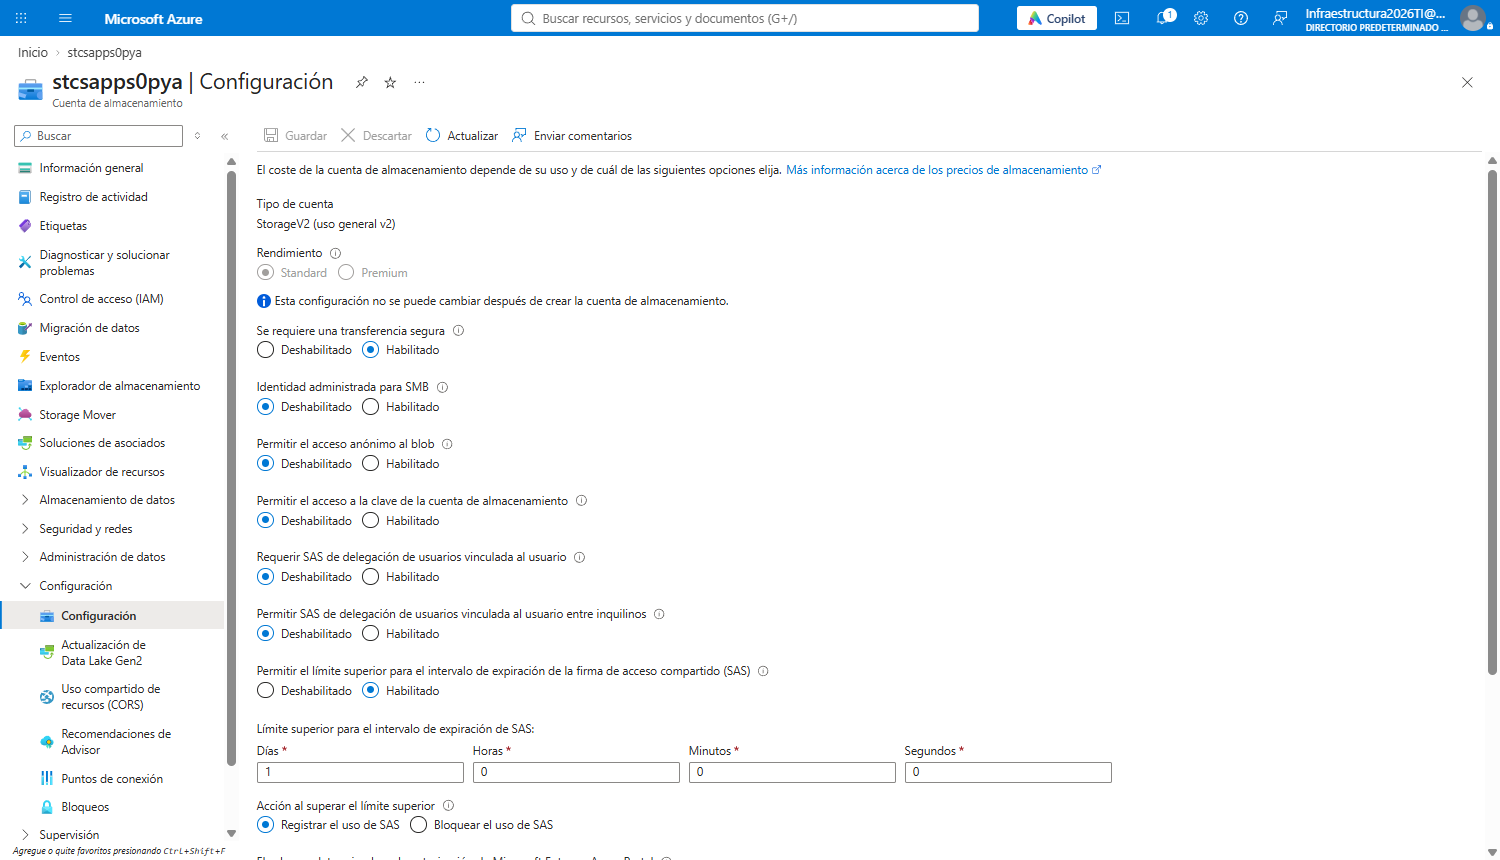 Microsoft Azure
Buscar recursos, servicios y documentos (G+/)
Copilot
1
Infraestructura2026TI@...
DIRECTORIO PREDETERMINADO ...
Inicio > stcsapps0pya
stcsapps0pya | Configuración
Cuenta de almacenamiento
Buscar
Guardar
Descartar
Actualizar
Enviar comentarios
Información general
Registro de actividad
Etiquetas
Diagnosticar y solucionar
problemas
Control de acceso (IAM)
Migración de datos
Eventos
Explorador de almacenamiento
Storage Mover
Soluciones de asociados
Visualizador de recursos
Almacenamiento de datos
Seguridad y redes
Administración de datos
Configuración
Configuración
Actualización de
Data Lake Gen2
Uso compartido de
recursos (CORS)
Recomendaciones de
Advisor
Puntos de conexión
Bloqueos
Supervisión
Agregue o quite favoritos presionando Ctrl+Shift+F
El coste de la cuenta de almacenamiento depende de su uso y de cuál de las siguientes opciones elija. Más información acerca de los precios de almacenamiento
Tipo de cuenta
StorageV2 (uso general v2)
Rendimiento
Standard Premium
Esta configuración no se puede cambiar después de crear la cuenta de almacenamiento.
Se requiere una transferencia segura
Deshabilitado Habilitado
Identidad administrada para SMB
Deshabilitado Habilitado
Permitir el acceso anónimo al blob
Deshabilitado Habilitado
Permitir el acceso a la clave de la cuenta de almacenamiento
Deshabilitado Habilitado
Requerir SAS de delegación de usuarios vinculada al usuario
Deshabilitado Habilitado
Permitir SAS de delegación de usuarios vinculada al usuario entre inquilinos
Deshabilitado Habilitado
Permitir el límite superior para el intervalo de expiración de la firma de acceso compartido (SAS)
Deshabilitado Habilitado
Límite superior para el intervalo de expiración de SAS:
Días * Horas * Minutos * Segundos *
1 0 0 0
Acción al superar el límite superior
Registrar el uso de SAS Bloquear el uso de SAS